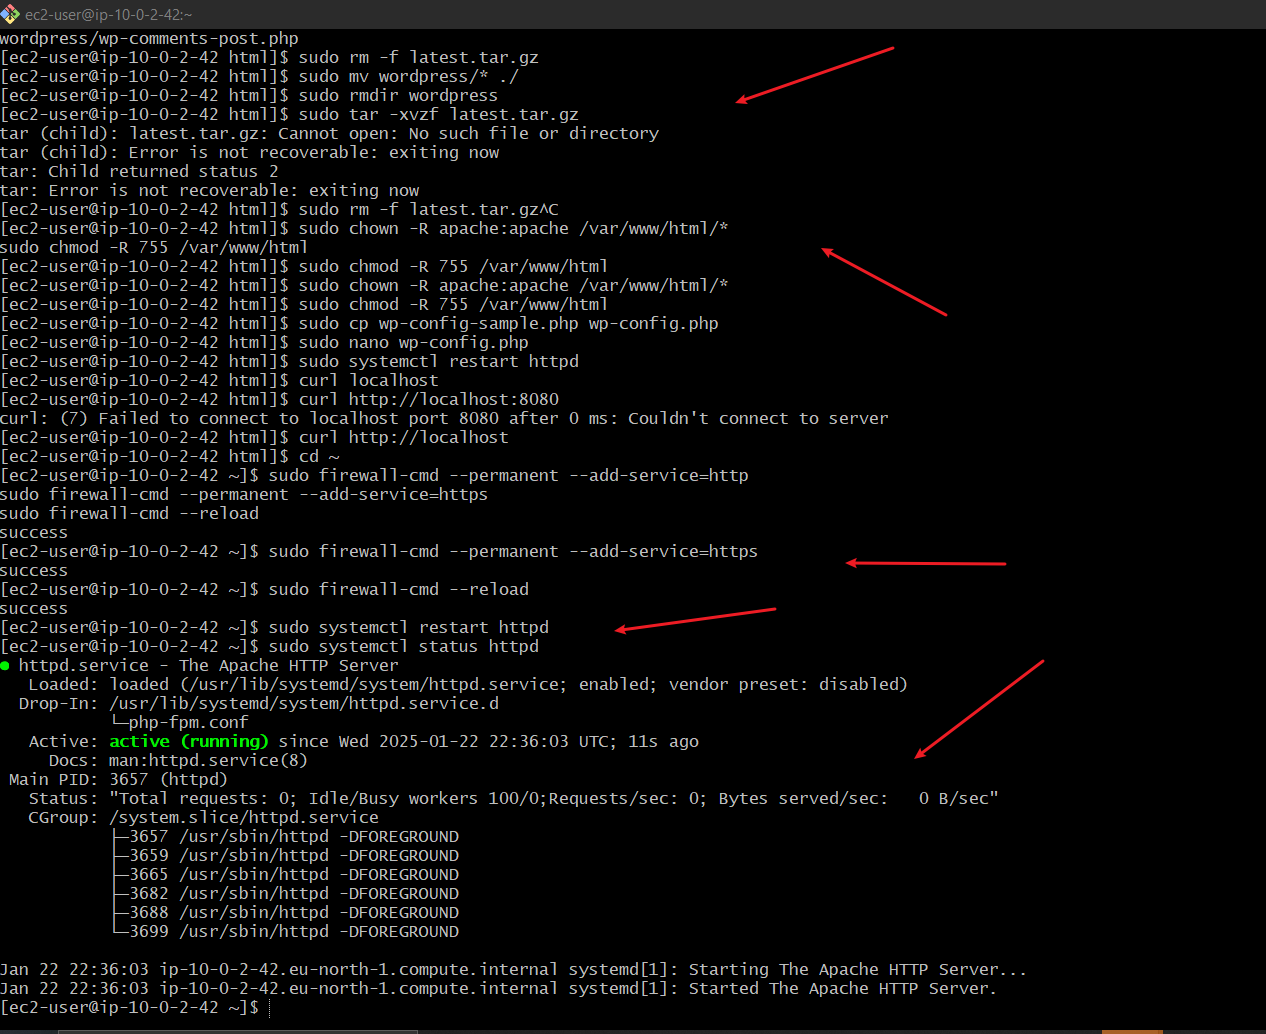 ec2-user@ip-10-0-2-42:~
wordpress/wp-comments-post.php
[ec2-user@ip-10-0-2-42 html]$ sudo rm -f latest.tar.gz
[ec2-user@ip-10-0-2-42 html]$ sudo mv wordpress/* ./
[ec2-user@ip-10-0-2-42 html]$ sudo rmdir wordpress
[ec2-user@ip-10-0-2-42 html]$ sudo tar -xvzf latest.tar.gz
tar (child): latest.tar.gz: Cannot open: No such file or directory
tar (child): Error is not recoverable: exiting now
tar: Child returned status 2
tar: Error is not recoverable: exiting now
[ec2-user@ip-10-0-2-42 html]$ sudo rm -f latest.tar.gz^C
[ec2-user@ip-10-0-2-42 html]$ sudo chown -R apache:apache /var/www/html/*
sudo chmod -R 755 /var/www/html
[ec2-user@ip-10-0-2-42 html]$ sudo chmod -R 755 /var/www/html
[ec2-user@ip-10-0-2-42 html]$ sudo chown -R apache:apache /var/www/html/*
[ec2-user@ip-10-0-2-42 html]$ sudo chmod -R 755 /var/www/html
[ec2-user@ip-10-0-2-42 html]$ sudo cp wp-config-sample.php wp-config.php
[ec2-user@ip-10-0-2-42 html]$ sudo nano wp-config.php
[ec2-user@ip-10-0-2-42 html]$ sudo systemctl restart httpd
[ec2-user@ip-10-0-2-42 html]$ curl localhost
[ec2-user@ip-10-0-2-42 html]$ curl http://localhost:8080
curl: (7) Failed to connect to localhost port 8080 after 0 ms: Couldn't connect to server
[ec2-user@ip-10-0-2-42 html]$ curl http://localhost
[ec2-user@ip-10-0-2-42 html]$ cd ~
[ec2-user@ip-10-0-2-42 ~]$ sudo firewall-cmd --permanent --add-service=http
sudo firewall-cmd --permanent --add-service=https
sudo firewall-cmd --reload
success
[ec2-user@ip-10-0-2-42 ~]$ sudo firewall-cmd --permanent --add-service=https
success
[ec2-user@ip-10-0-2-42 ~]$ sudo firewall-cmd --reload
success
[ec2-user@ip-10-0-2-42 ~]$ sudo systemctl restart httpd
[ec2-user@ip-10-0-2-42 ~]$ sudo systemctl status httpd
● httpd.service - The Apache HTTP Server
Loaded: loaded (/usr/lib/systemd/system/httpd.service; enabled; vendor preset: disabled)
Drop-In: /usr/lib/systemd/system/httpd.service.d
└─php-fpm.conf
Active: active (running) since Wed 2025-01-22 22:36:03 UTC; 11s ago
Docs: man:httpd.service(8)
Main PID: 3657 (httpd)
Status: "Total requests: 0; Idle/Busy workers 100/0;Requests/sec: 0; Bytes served/sec:   0 B/sec"
CGroup: /system.slice/httpd.service
├─3657 /usr/sbin/httpd -DFOREGROUND
├─3659 /usr/sbin/httpd -DFOREGROUND
├─3665 /usr/sbin/httpd -DFOREGROUND
├─3682 /usr/sbin/httpd -DFOREGROUND
├─3688 /usr/sbin/httpd -DFOREGROUND
└─3699 /usr/sbin/httpd -DFOREGROUND
Jan 22 22:36:03 ip-10-0-2-42.eu-north-1.compute.internal systemd[1]: Starting The Apache HTTP Server...
Jan 22 22:36:03 ip-10-0-2-42.eu-north-1.compute.internal systemd[1]: Started The Apache HTTP Server.
[ec2-user@ip-10-0-2-42 ~]$